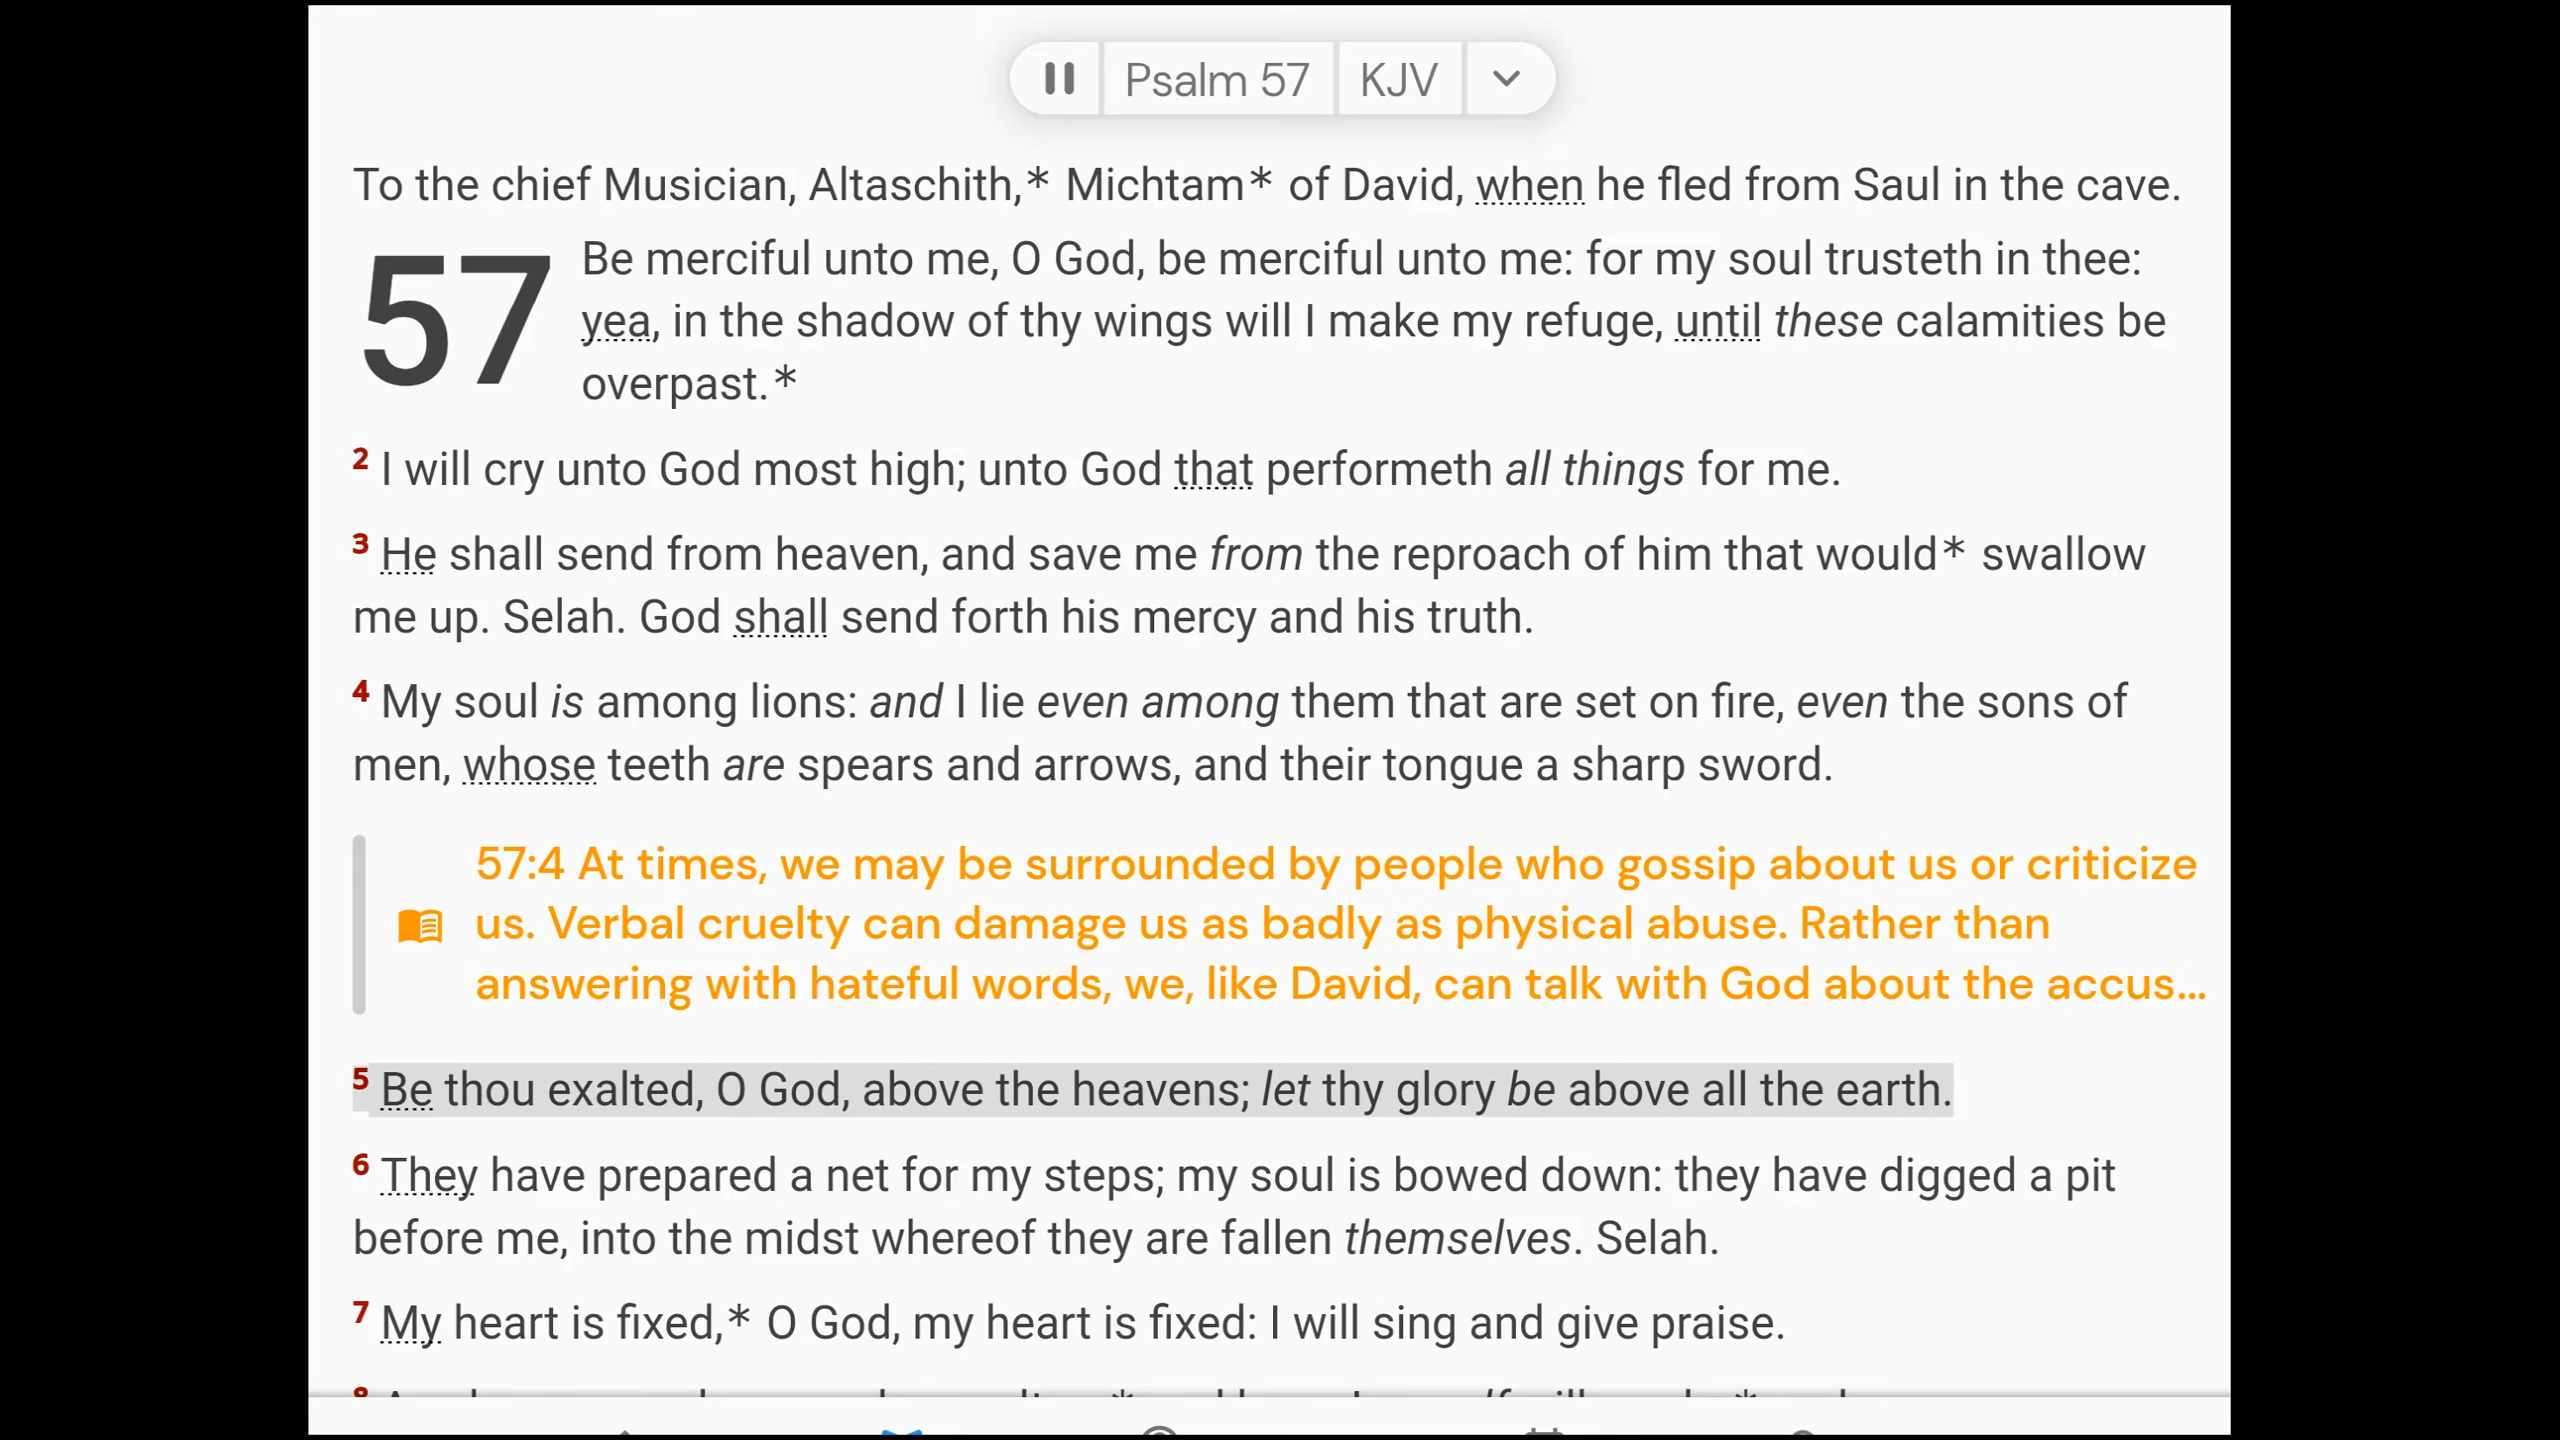 Psalm 57 KJV
To the chief Musician, Altaschith,* Michtam* of David, when he fled from Saul in the cave.
57 Be merciful unto me, O God, be merciful unto me: for my soul trusteth in thee:
yea, in the shadow of thy wings will I make my refuge, until these calamities be
overpast.*
2 I will cry unto God most high; unto God that performeth all things for me.
3 He shall send from heaven, and save me from the reproach of him that would* swallow
me up. Selah. God shall send forth his mercy and his truth.
4 My soul is among lions: and I lie even among them that are set on fire, even the sons of
men, whose teeth are spears and arrows, and their tongue a sharp sword.
57:4 At times, we may be surrounded by people who gossip about us or criticize
us. Verbal cruelty can damage us as badly as physical abuse. Rather than
answering with hateful words, we, like David, can talk with God about the accus...
5 Be thou exalted, O God, above the heavens; let thy glory be above all the earth.
6 They have prepared a net for my steps; my soul is bowed down: they have digged a pit
before me, into the midst whereof they are fallen themselves. Selah.
7 My heart is fixed,* O God, my heart is fixed: I will sing and give praise.